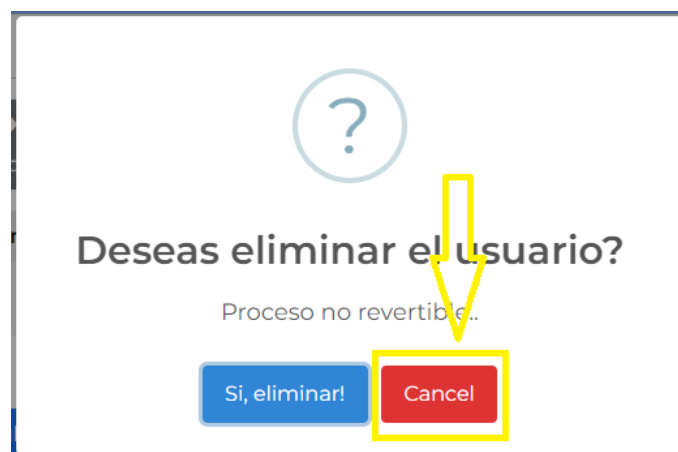 ?
Deseas eliminar el usuario?
Proceso no revertible..
Si, eliminar!
Cancel